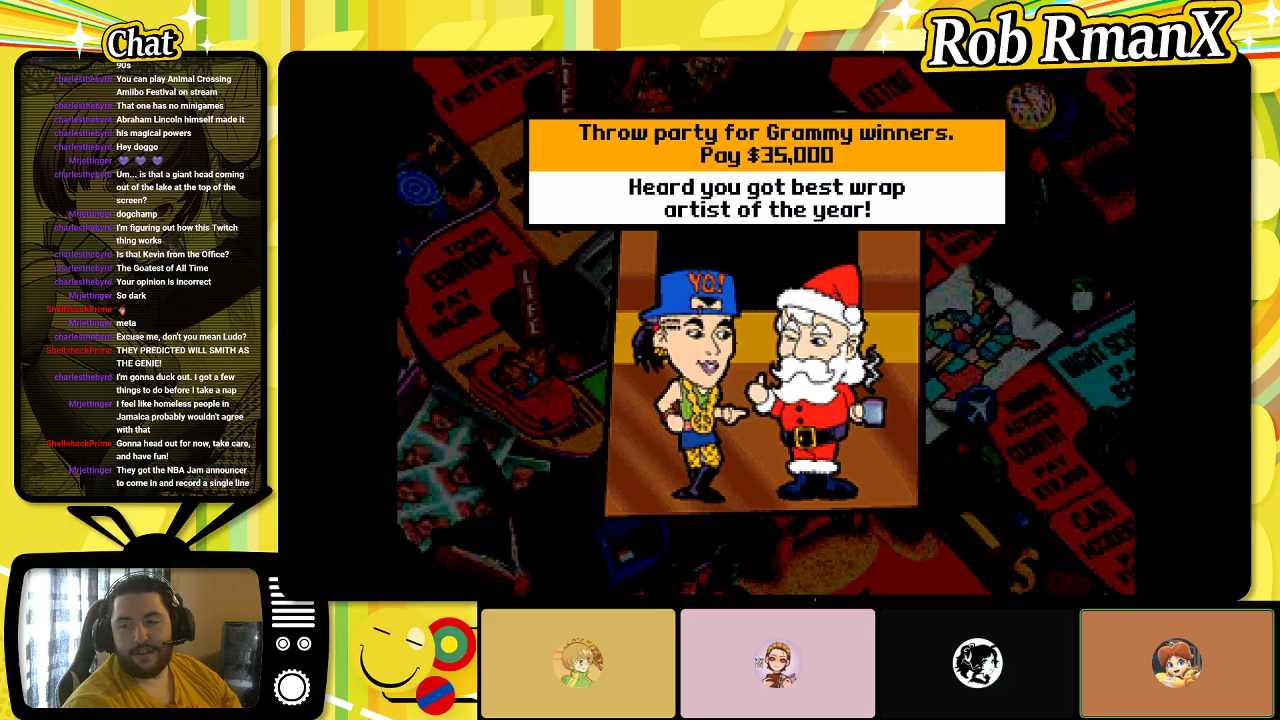 Chat
Rob RmanX
90s
charlesthebyrd You can play Animal Crossing
Amiibo Festival on stream
charlesthebyrd That one has no minigames
charlesthebyrd Abraham Lincoln himself made it
charlesthebyrd his magical powers
charlesthebyrd Hey doggo
Mrjettinger 💜 💜 💜
charlesthebyrd Um... is that a giant head coming
out of the lake at the top of the
screen?
Mrjettinger dogchamp
charlesthebyrd I'm figuring out how this Twitch
thing works
charlesthebyrd Is that Kevin from the Office?
charlesthebyrd The Goatest of All Time
charlesthebyrd Your opinion is incorrect
Mrjettinger So dark
ShellshockPrime
Mrjettinger meta
charlesthebyrd Excuse me, don't you mean Ludo?
ShellshockPrime THEY PREDICTED WILL SMITH AS
THE GENIE!
charlesthebyrd I'm gonna duck out. I got a few
things to do before I take a nap
Mrjettinger I feel like homeless people in
Jamaica probably wouldn't agree
with that
ShellshockPrime Gonna head out for now, take care,
and have fun!
Mrjettinger They got the NBA Jam announcer
to come in and record a single line
Throw party for Grammy winners.
Pay $35,000
Heard you got best wrap
artist of the year!
YO!